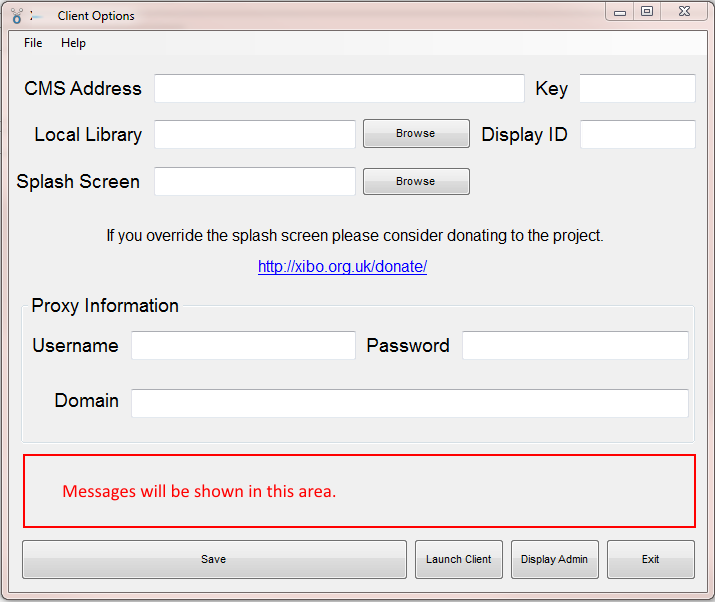 Client Options
File Help
CMS Address Key
Local Library Browse Display ID
Splash Screen Browse
If you override the splash screen please consider donating to the project.
http://xibo.org.uk/donate/
Proxy Information
Username Password
Domain
Messages will be shown in this area.
Save Launch Client Display Admin Exit